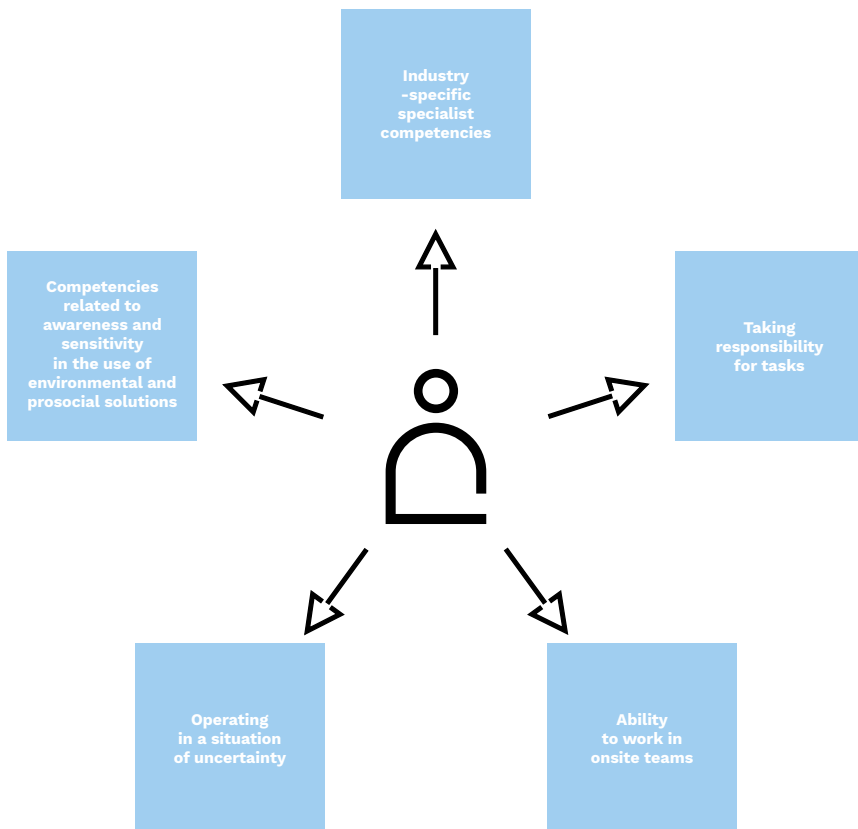 Industry
-specific
specialist
competencies
Competencies
related to
awareness and
sensitivity
in the use of
environmental and
prosocial solutions
Taking
responsibility
for tasks
Operating
in a situation
of uncertainty
Ability
to work in
onsite teams